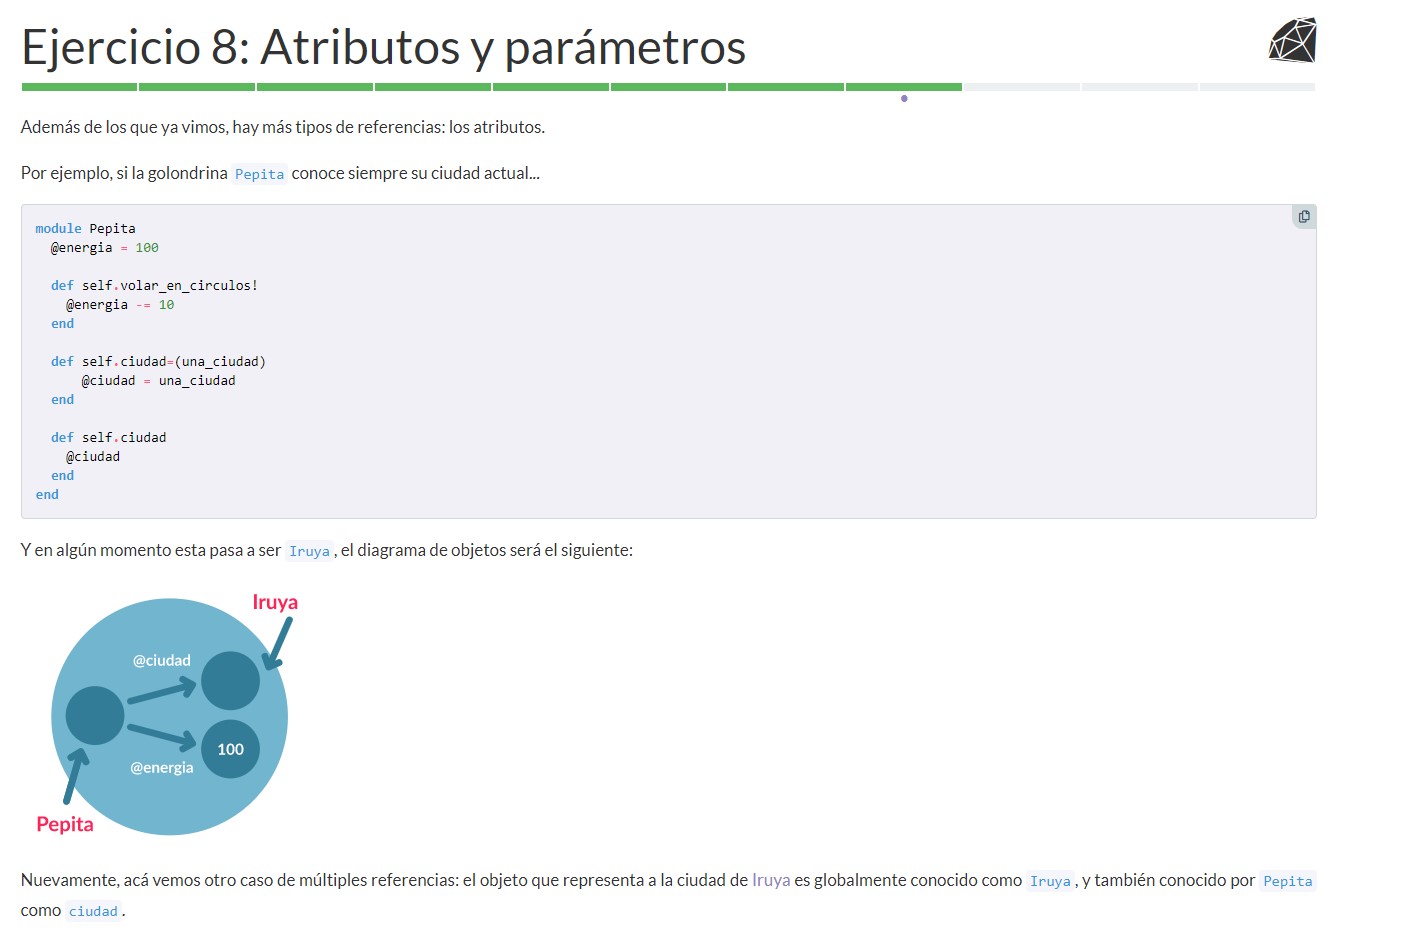 Ejercicio 8: Atributos y parámetros
Además de los que ya vimos, hay más tipos de referencias: los atributos.
Por ejemplo, si la golondrina Pepita conoce siempre su ciudad actual...
module Pepita
  @energia = 100
  def self.volar_en_circulos!
    @energia -= 10
  end
  def self.ciudad=(una_ciudad)
      @ciudad = una_ciudad
  end
  def self.ciudad
    @ciudad
  end
end
Y en algún momento esta pasa a ser Iruya, el diagrama de objetos será el siguiente:
Iruya
@ciudad
100
@energia
Pepita
Nuevamente, acá vemos otro caso de múltiples referencias: el objeto que representa a la ciudad de Iruya es globalmente conocido como Iruya, y también conocido por Pepita
como ciudad.